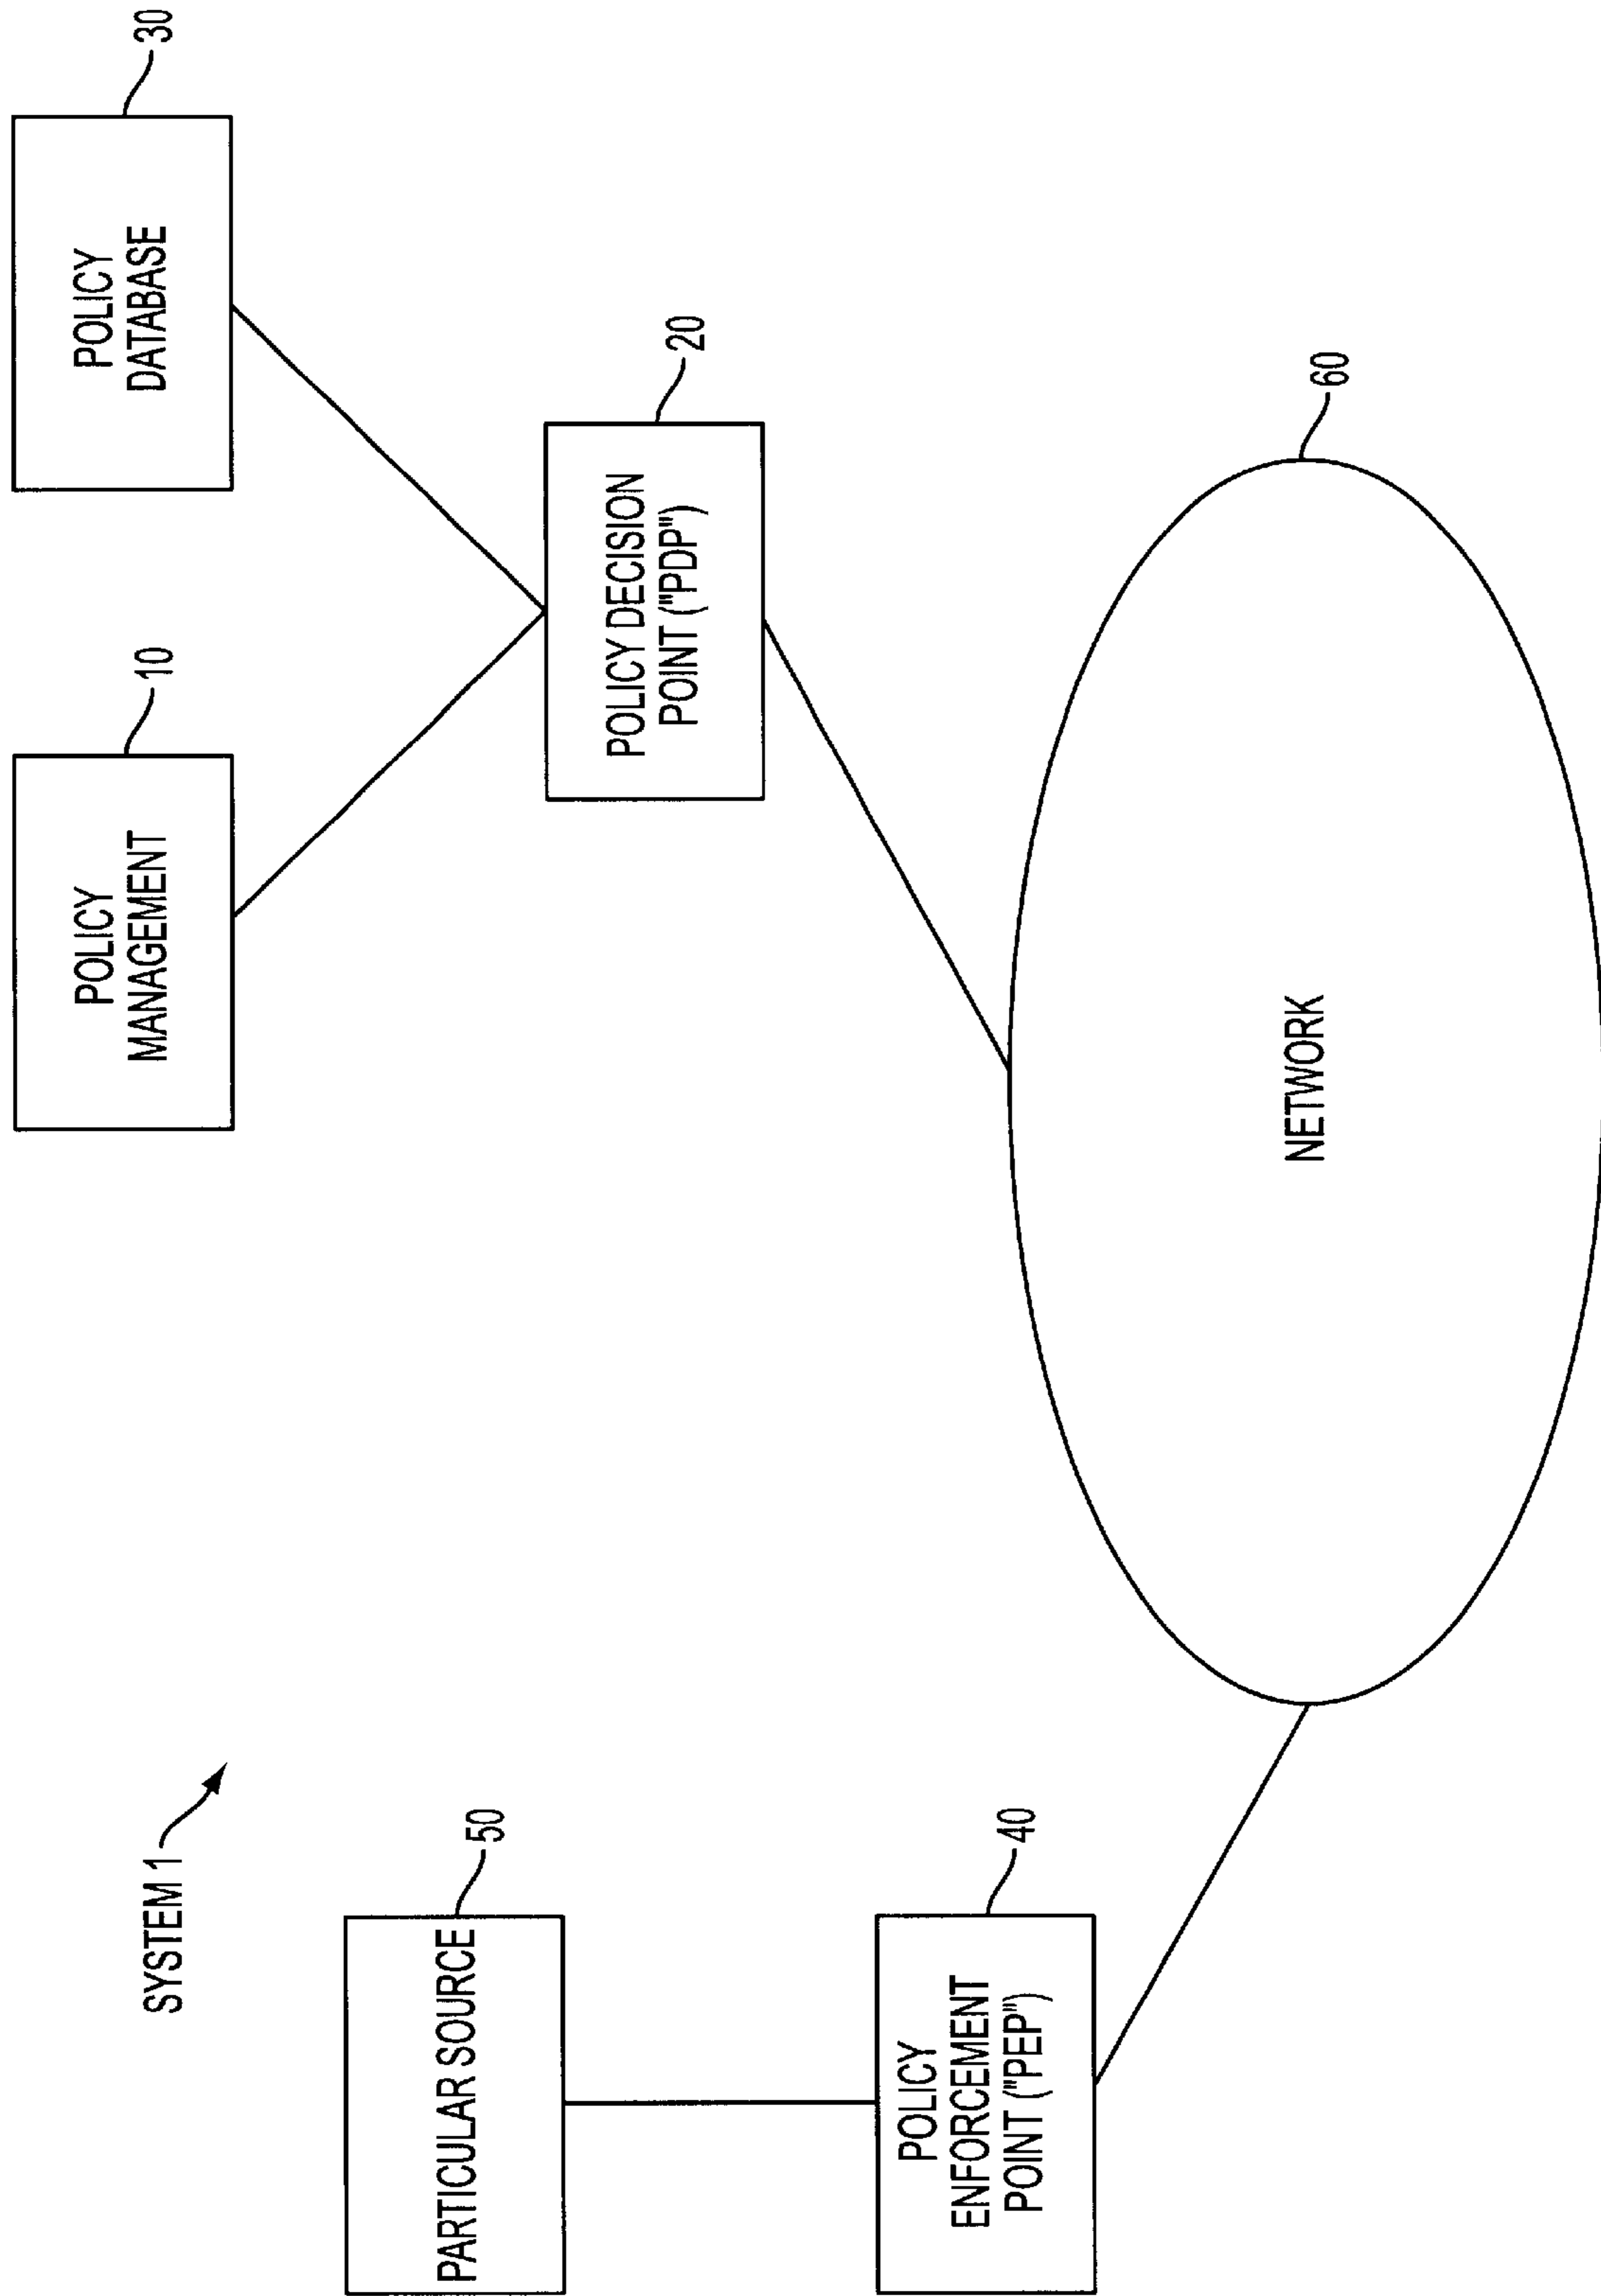 SYSTEM 1
POLICY
MANAGEMENT
10
POLICY
DATABASE
30
PARTICULAR SOURCE
50
POLICY DECISION
POINT ("PDP")
20
POLICY
ENFORCEMENT
POINT ("PEP")
40
NETWORK
60